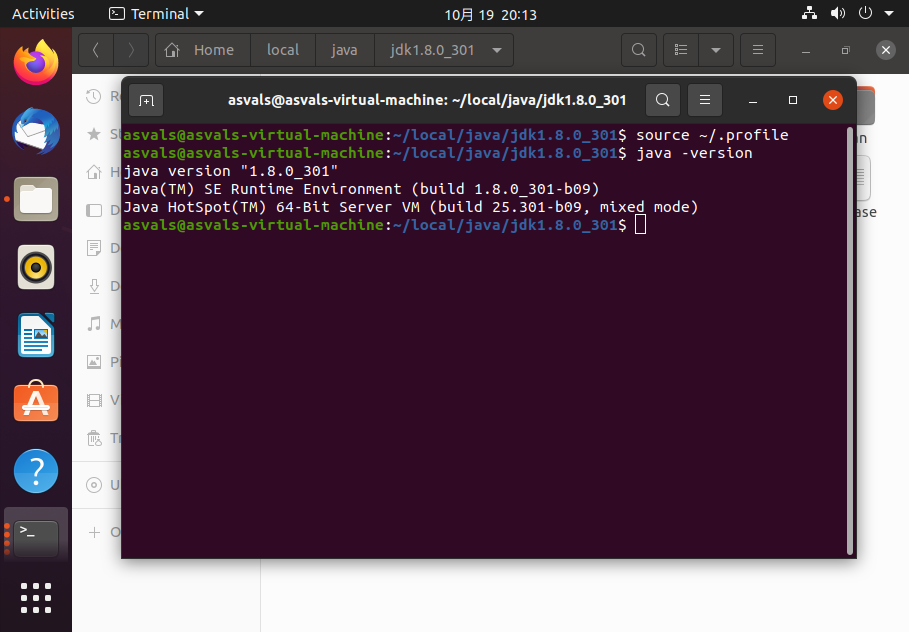 Activities Terminal 10月 19 20:13
Home local java jdk1.8.0_301
asvals@asvals-virtual-machine: ~/local/java/jdk1.8.0_301
asvals@asvals-virtual-machine:~/local/java/jdk1.8.0_301$ source ~/.profile
asvals@asvals-virtual-machine:~/local/java/jdk1.8.0_301$ java -version
java version "1.8.0_301"
Java(TM) SE Runtime Environment (build 1.8.0_301-b09)
Java HotSpot(TM) 64-Bit Server VM (build 25.301-b09, mixed mode)
asvals@asvals-virtual-machine:~/local/java/jdk1.8.0_301$